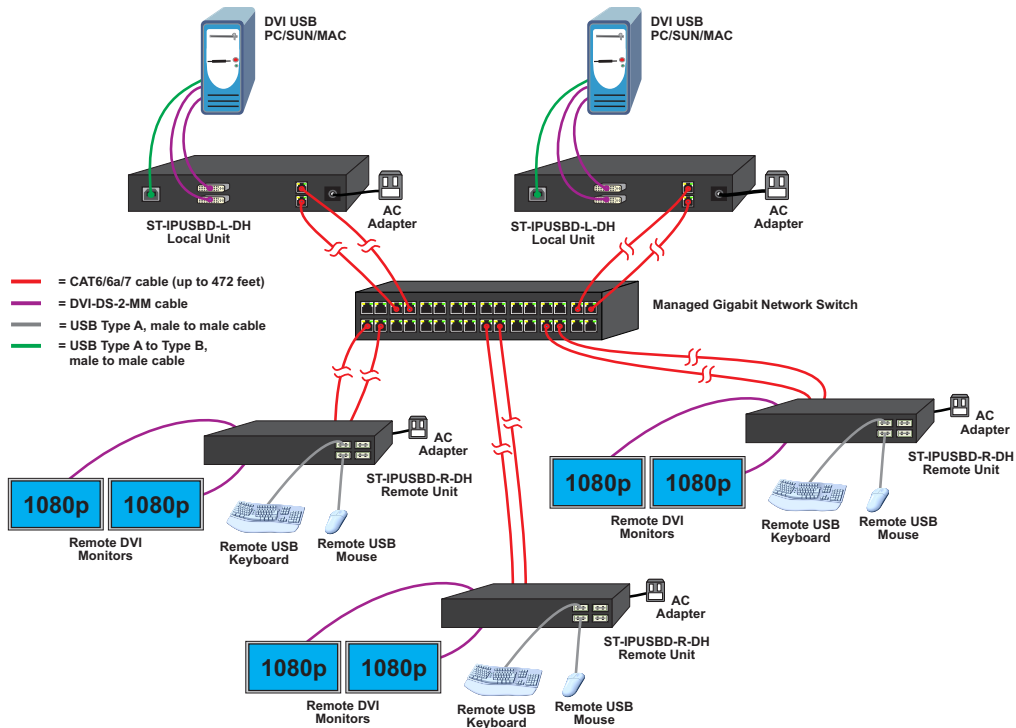 DVI USB
PC/SUN/MAC
DVI USB
PC/SUN/MAC
AC
Adapter
ST-IPUSBD-L-DH
Local Unit
AC
Adapter
ST-IPUSBD-L-DH
Local Unit
= CAT6/6a/7 cable (up to 472 feet)
= DVI-DS-2-MM cable
= USB Type A, male to male cable
= USB Type A to Type B,
male to male cable
Managed Gigabit Network Switch
AC
Adapter
ST-IPUSBD-R-DH
Remote Unit
1080p
1080p
Remote DVI
Monitors
Remote USB
Keyboard
Remote USB
Mouse
AC
Adapter
ST-IPUSBD-R-DH
Remote Unit
1080p
1080p
Remote DVI
Monitors
Remote USB
Keyboard
Remote USB
Mouse
AC
Adapter
ST-IPUSBD-R-DH
Remote Unit
1080p
1080p
Remote DVI
Monitors
Remote USB
Keyboard
Remote USB
Mouse